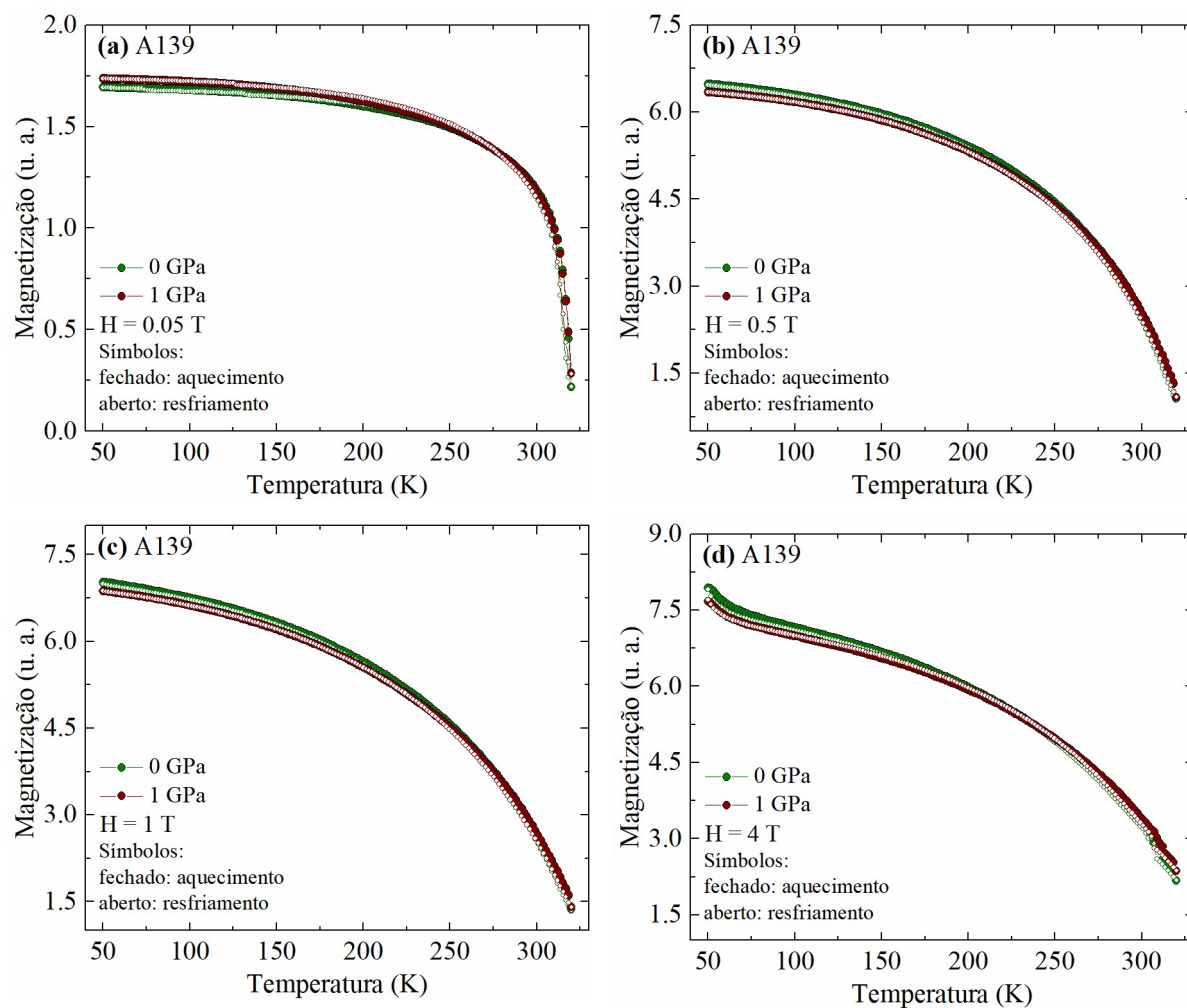 (a) A139
2.0
1.5
1.0
0.5
0.0
Magnetização (u. a.)
0 GPa
1 GPa
H = 0.05 T
Símbolos:
fechado: aquecimento
aberto: resfriamento
50 100 150 200 250 300
Temperatura (K)
(b) A139
7.5
6.0
4.5
3.0
1.5
Magnetização (u. a.)
0 GPa
1 GPa
H = 0.5 T
Símbolos:
fechado: aquecimento
aberto: resfriamento
50 100 150 200 250 300
Temperatura (K)
(c) A139
7.5
6.0
4.5
3.0
1.5
Magnetização (u. a.)
0 GPa
1 GPa
H = 1 T
Símbolos:
fechado: aquecimento
aberto: resfriamento
50 100 150 200 250 300
Temperatura (K)
(d) A139
9.0
7.5
6.0
4.5
3.0
1.5
Magnetização (u. a.)
0 GPa
1 GPa
H = 4 T
Símbolos:
fechado: aquecimento
aberto: resfriamento
50 100 150 200 250 300
Temperatura (K)